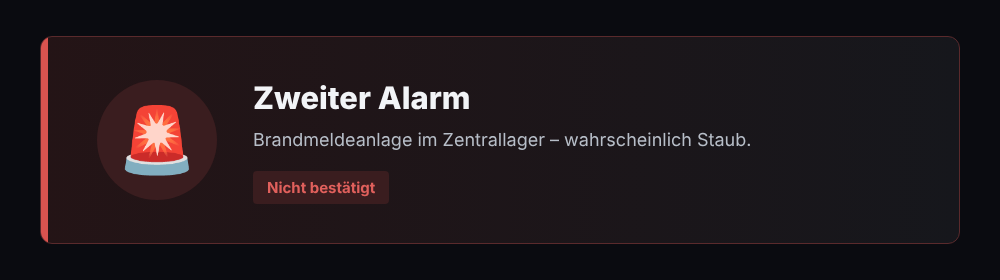 Zweiter Alarm
Brandmeldeanlage im Zentrallager – wahrscheinlich Staub.
Nicht bestätigt